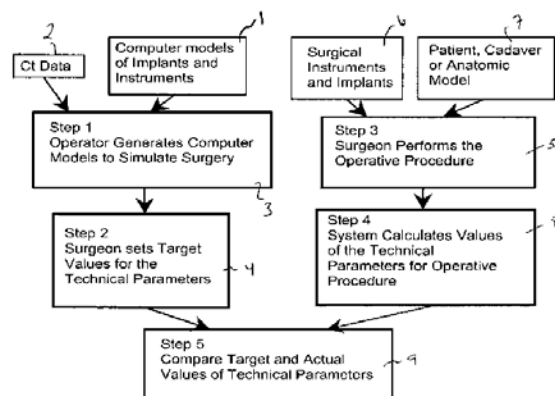 1
2
6
7
Ct Data
Computer models
of Implants and
Instruments
Surgical
Instruments
and Implants
Patient, Cadaver
or Anatomic
Model
Step 1
Operator Generates Computer
Models to Simulate Surgery
2
3
Step 3
Surgeon Performs the
Operative Procedure
Step 2
Surgeon sets Target
Values for the
Technical Parameters
4
Step 4
System Calculates Values
of the Technical
Parameters for Operative
Procedure
Step 5
Compare Target and Actual
Values of Technical Parameters
9